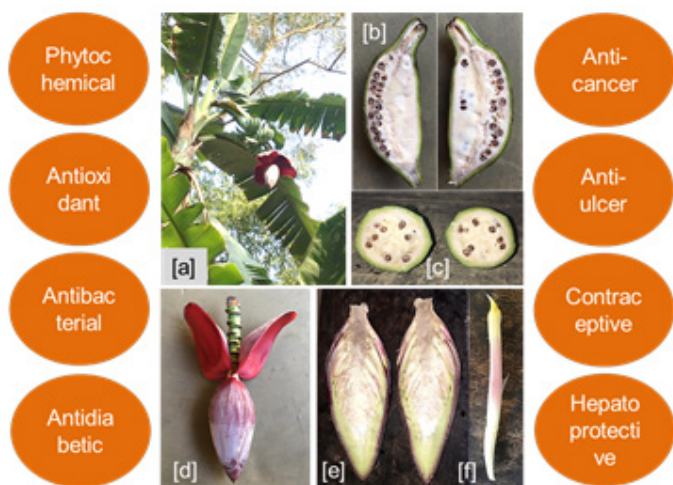 Phytoc
hemical
Antioxi
dant
Antibac
terial
Antidia
betic
[a]
[b]
[c]
[d]
[e]
[f]
Anti-
cancer
Anti-
ulcer
Contrac
eptive
Hepato
protecti
ve